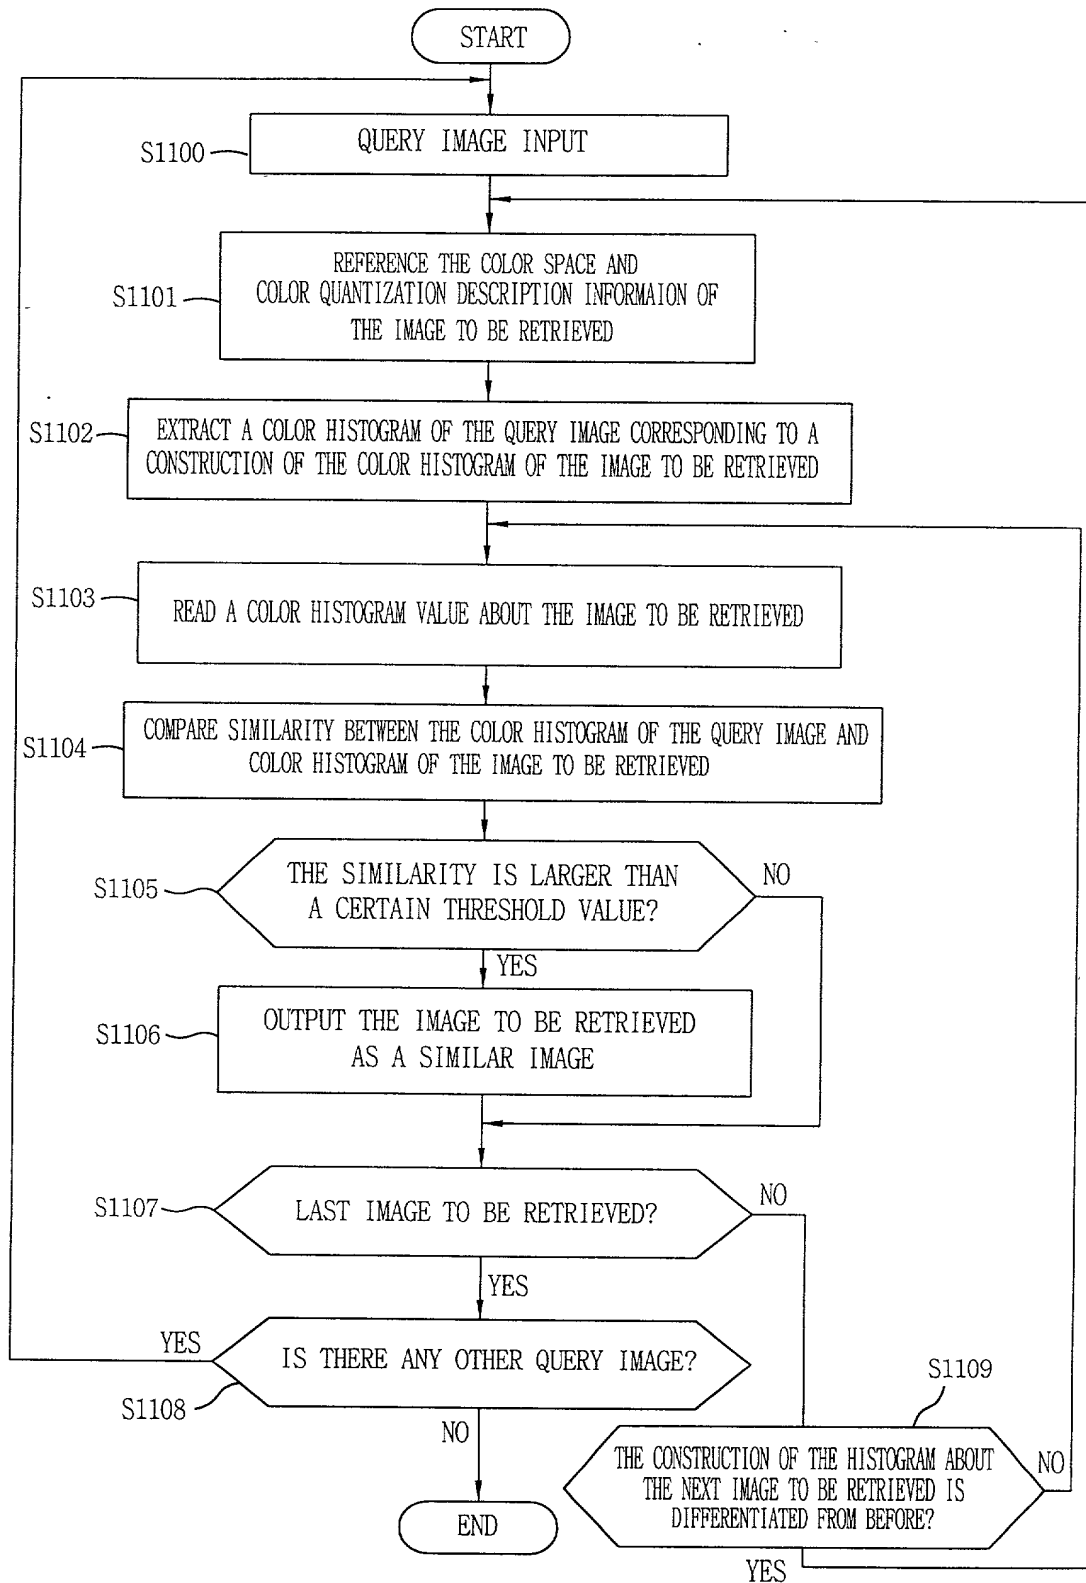 START
QUERY IMAGE INPUT
S1100
REFERENCE THE COLOR SPACE AND
COLOR QUANTIZATION DESCRIPTION INFORMAION OF
THE IMAGE TO BE RETRIEVED
S1101
EXTRACT A COLOR HISTOGRAM OF THE QUERY IMAGE CORRESPONDING TO A
CONSTRUCTION OF THE COLOR HISTOGRAM OF THE IMAGE TO BE RETRIEVED
S1102
READ A COLOR HISTOGRAM VALUE ABOUT THE IMAGE TO BE RETRIEVED
S1103
COMPARE SIMILARITY BETWEEN THE COLOR HISTOGRAM OF THE QUERY IMAGE AND
COLOR HISTOGRAM OF THE IMAGE TO BE RETRIEVED
S1104
THE SIMILARITY IS LARGER THAN
A CERTAIN THRESHOLD VALUE?
S1105
NO
YES
OUTPUT THE IMAGE TO BE RETRIEVED
AS A SIMILAR IMAGE
S1106
LAST IMAGE TO BE RETRIEVED?
S1107
NO
YES
IS THERE ANY OTHER QUERY IMAGE?
YES
S1108
NO
S1109
THE CONSTRUCTION OF THE HISTOGRAM ABOUT
THE NEXT IMAGE TO BE RETRIEVED IS
DIFFERENTIATED FROM BEFORE?
NO
YES
END